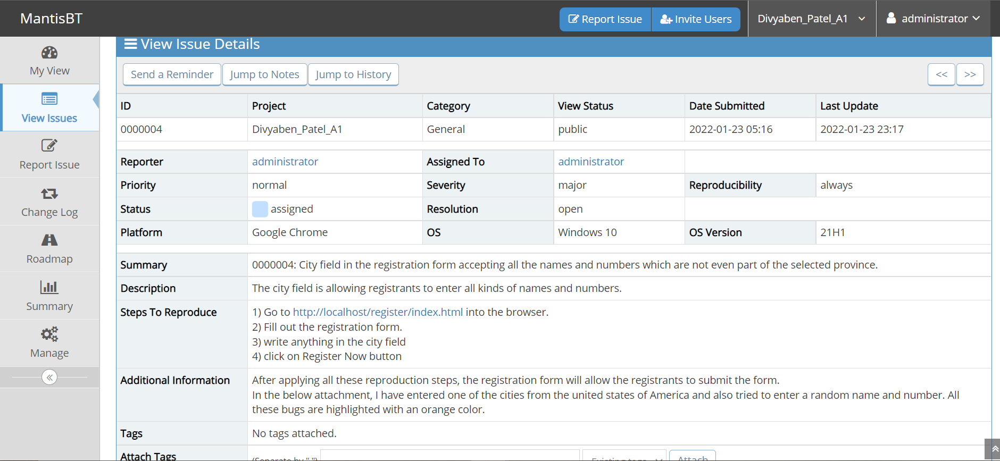 MantisBT
Report Issue
Invite Users
Divyaben_Patel_A1
administrator
My View
View Issues
Report Issue
Change Log
Roadmap
Summary
Manage
View Issue Details
Send a Reminder
Jump to Notes
Jump to History
<<
>>
ID Project Category View Status Date Submitted Last Update
0000004 Divyaben_Patel_A1 General public 2022-01-23 05:16 2022-01-23 23:17
Reporter administrator Assigned To administrator
Priority normal Severity major Reproducibility always
Status assigned Resolution open
Platform Google Chrome OS Windows 10 OS Version 21H1
Summary 0000004: City field in the registration form accepting all the names and numbers which are not even part of the selected province.
Description The city field is allowing registrants to enter all kinds of names and numbers.
Steps To Reproduce 1) Go to http://localhost/register/index.html into the browser.
2) Fill out the registration form.
3) write anything in the city field
4) click on Register Now button
Additional Information After applying all these reproduction steps, the registration form will allow the registrants to submit the form.
In the below attachment, I have entered one of the cities from the united states of America and also tried to enter a random name and number. All
these bugs are highlighted with an orange color.
Tags No tags attached.
Attach Tags (Separate by ",") Existing tags Attach